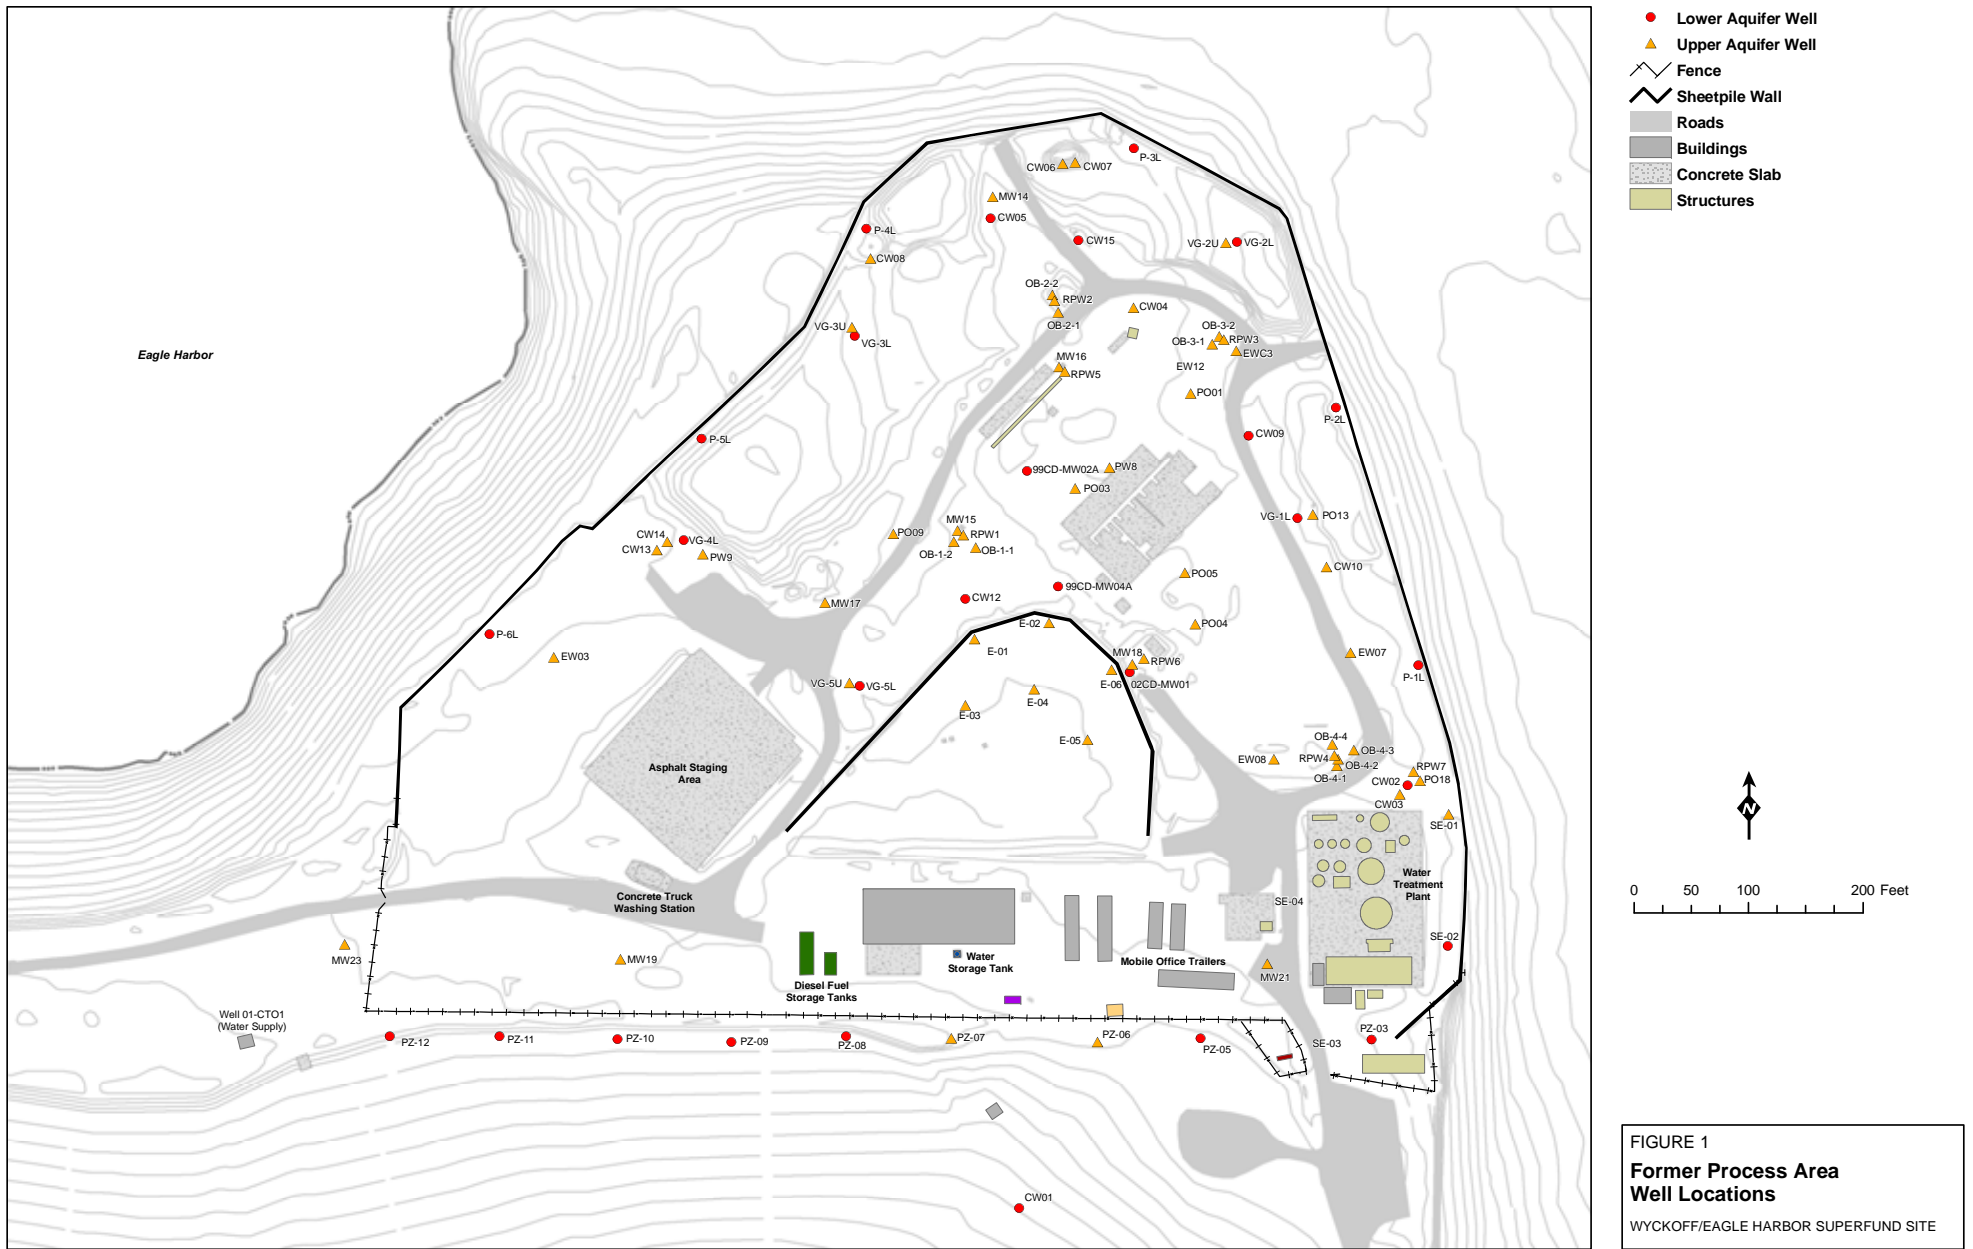 Lower Aquifer Well
Upper Aquifer Well
Fence
Sheetpile Wall
Roads
Buildings
Concrete Slab
Structures
P-3L
CW06
CW07
MW14
CW05
P-4L
CW15
VG-2U
VG-2L
CW08
OB-2-2
RPW2
CW04
OB-2-1
VG-3U
VG-3L
OB-3-2
RPW3
OB-3-1
EWC3
Eagle Harbor
MW16
RPW5
EW12
PO01
P-2L
P-5L
CW09
99CD-MW02A
PW8
PO03
VG-1L
PO13
PO09
MW15
RPW1
OB-1-2
OB-1-1
CW14
CW13
VG-4L
PW9
CW10
PO05
99CD-MW04A
CW12
MW17
E-02
PO04
P-6L
E-01
EW03
MW18
RPW6
EW07
P-1L
E-06
02CD-MW01
VG-5U
VG-5L
E-04
E-03
E-05
OB-4-4
OB-4-3
EW08
RPW4
OB-4-2
OB-4-1
RPW7
CW02
PO18
CW03
Asphalt Staging
Area
SE-01
N
Water
Treatment
Plant
Concrete Truck
Washing Station
SE-04
0 50 100 200 Feet
SE-02
MW23
MW19
Water
Storage Tank
Mobile Office Trailers
MW21
Diesel Fuel
Storage Tanks
Well 01-CTO1
(Water Supply)
PZ-12
PZ-11
PZ-10
PZ-09
PZ-08
PZ-07
PZ-06
PZ-05
SE-03
PZ-03
CW01
FIGURE 1
Former Process Area
Well Locations
WYCKOFF/EAGLE HARBOR SUPERFUND SITE